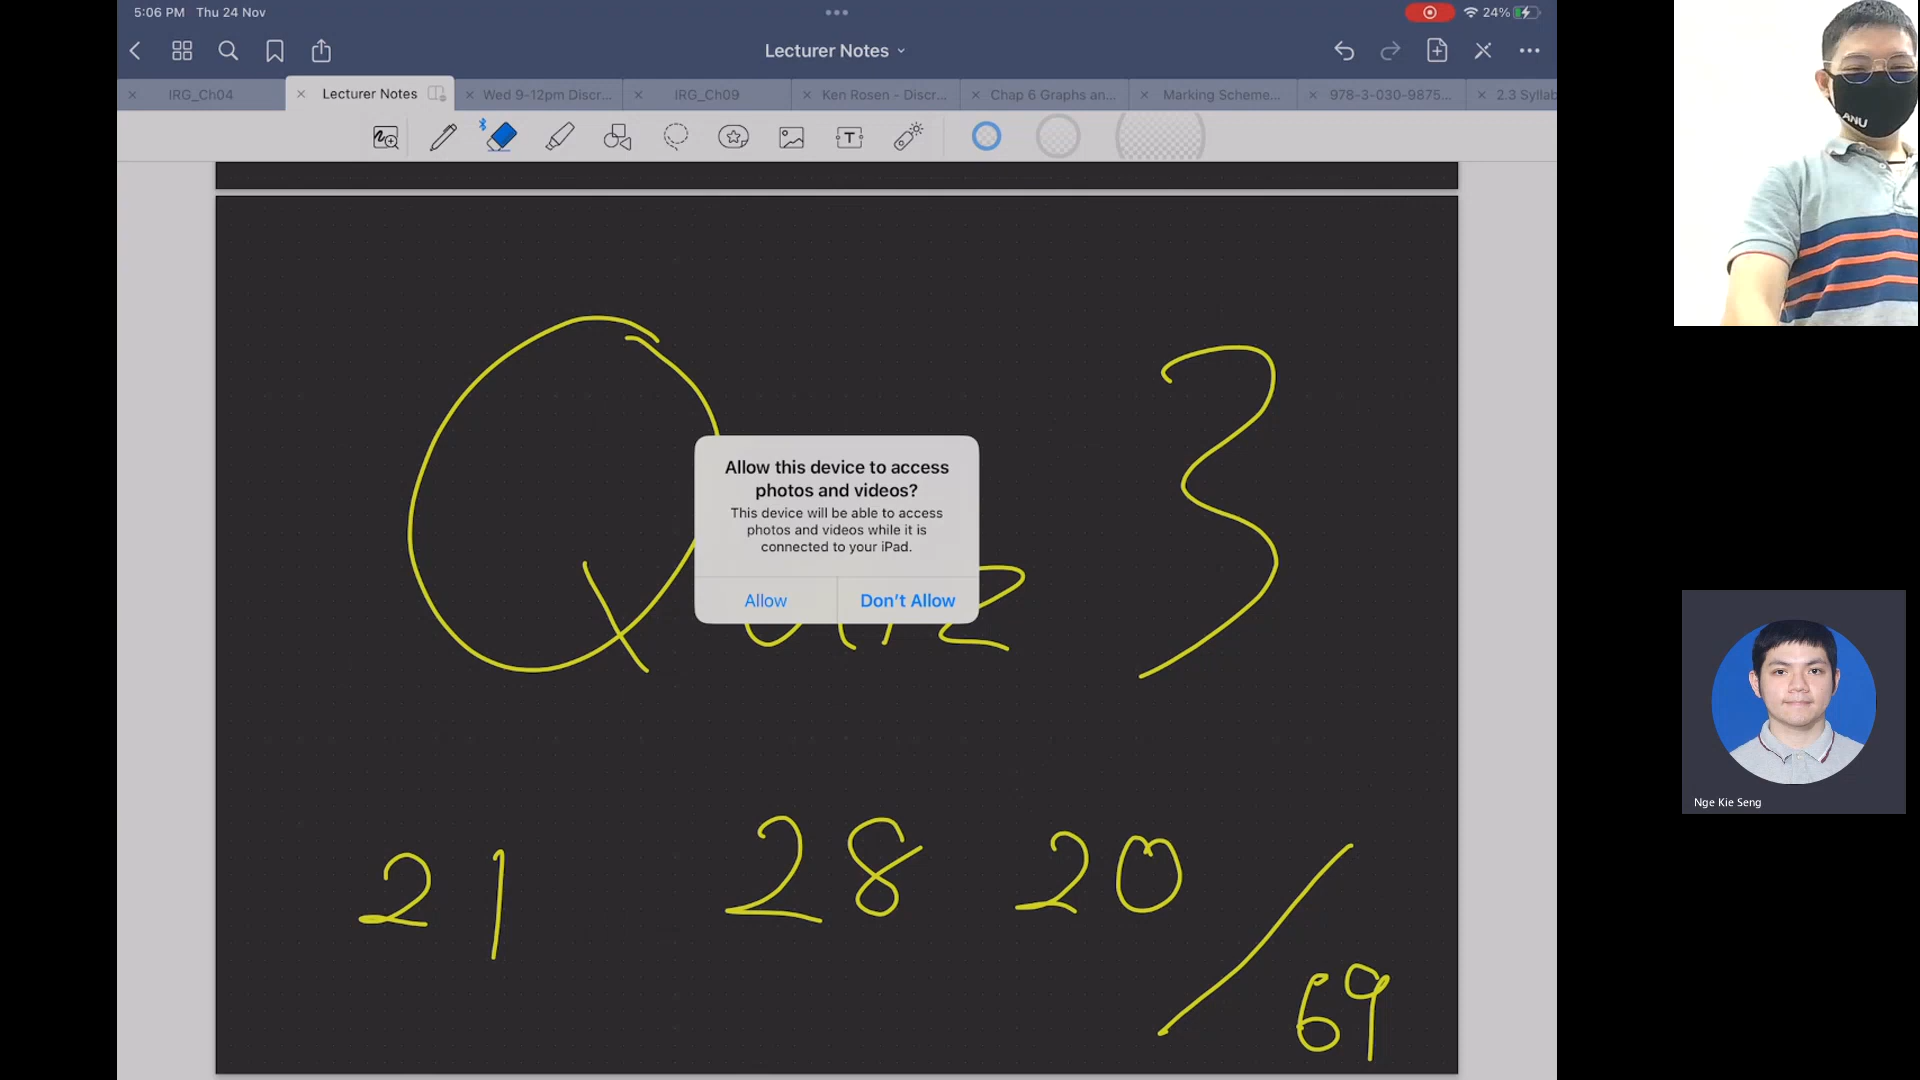 5:06 PM Thu 24 Nov
24%
Lecturer Notes
IRG_Ch04
Lecturer Notes
Wed 9-12pm Discr...
IRG_Ch09
Ken Rosen - Discr...
Chap 6 Graphs an...
Marking Scheme...
978-3-030-9875...
2.3 Syllab
T
ANU
3
Allow this device to access
photos and videos?
This device will be able to access
photos and videos while it is
connected to your iPad.
Allow
Don't Allow
21 28 20 /
69
Nge Kie Seng